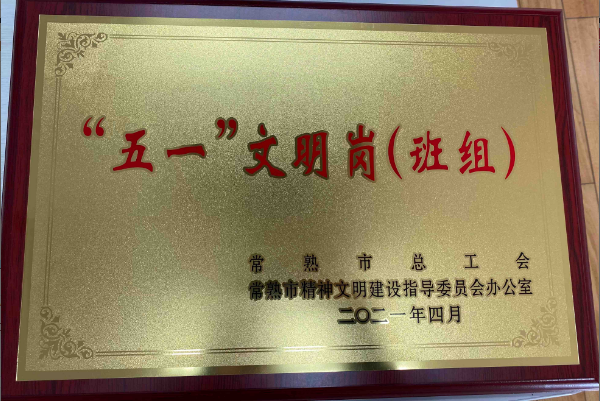 “五一”文明岗(班组)
常熟市总工会
常熟市精神文明建设指导委员会办公室
二〇二一年四月